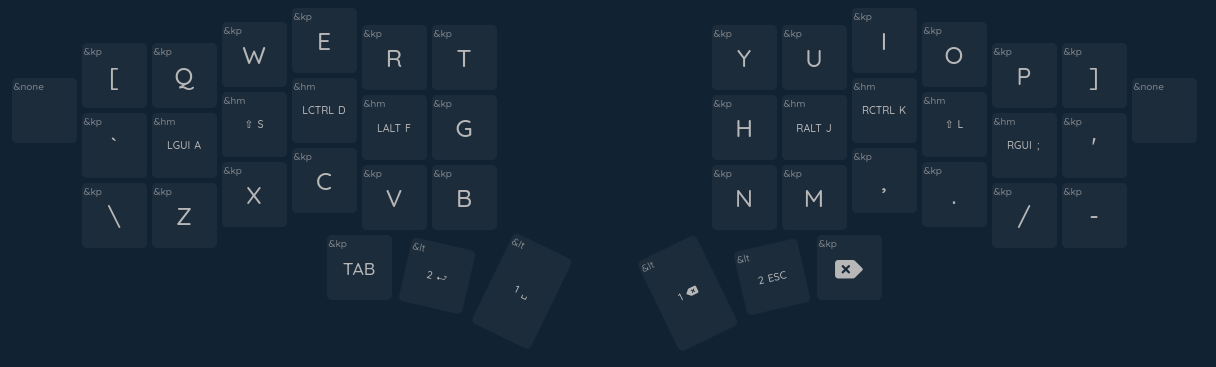 &none
&kp [
&kp Q
&kp W
&kp E
&kp R
&kp T
&kp Y
&kp U
&kp I
&kp O
&kp P
&kp ]
&none
&kp `
&hm LGUI A
&hm ⇧ S
&hm LCTRL D
&hm LALT F
&kp G
&kp H
&hm RALT J
&hm RCTRL K
&hm ⇧ L
&hm RGUI ;
&kp '
&kp \
&kp Z
&kp X
&kp C
&kp V
&kp B
&kp N
&kp M
&kp ,
&kp .
&kp /
&kp -
&kp TAB
&lt 2 ⏎
&lt 1 ␣
&lt 1 ⌫
&lt 2 ESC
&kp ⌫